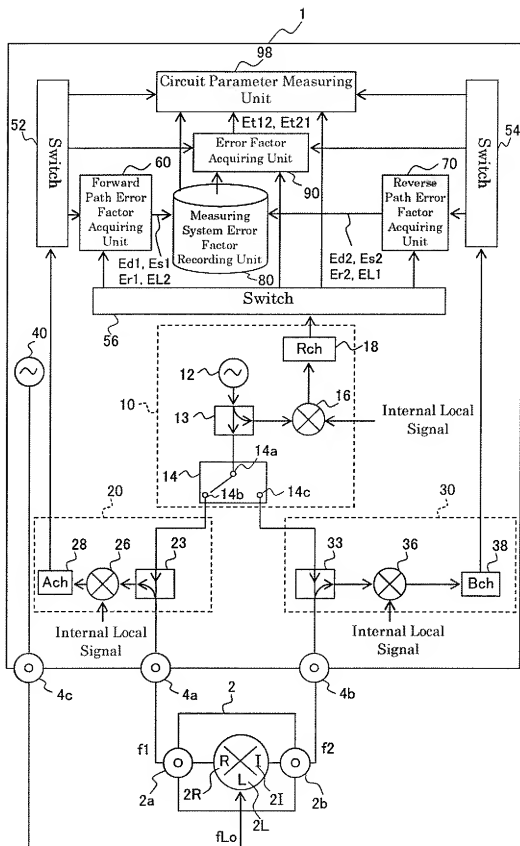 1
98
Circuit Parameter Measuring
Unit
52
54
Switch
Switch
Et12, Et21
60
70
Error Factor
Acquiring Unit
90
Forward
Path Error
Factor
Acquiring
Unit
Reverse
Path Error
Factor
Acquiring
Unit
Measuring
System Error
Factor
Recording Unit
80
Ed1, Es1
Er1, EL2
Ed2, Es2
Er2, EL1
Switch
56
40
Rch
18
12
10
16
13
Internal Local
Signal
14a
14
14b
14c
20
30
28
26
23
33
36
38
Ach
Bch
Internal Local
Signal
Internal Local
Signal
4c
4a
4b
2
f1
f2
R
I
L
2a
2R
2I
2b
2L
fLo